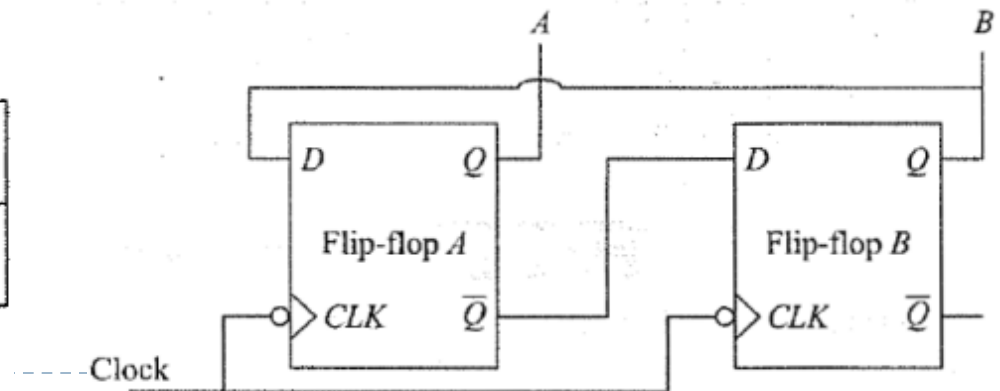 A B
D Q D Q
Flip-flop A Flip-flop B
CLK Q̅ CLK Q̅
Clock